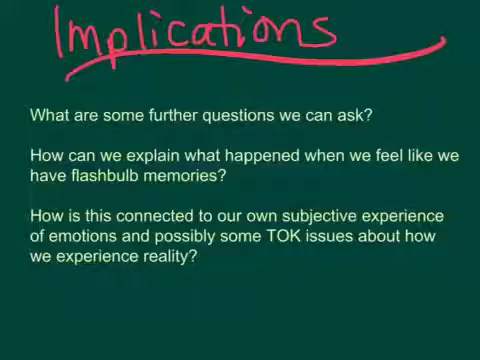 Implications
What are some further questions we can ask?
How can we explain what happened when we feel like we
have flashbulb memories?
How is this connected to our own subjective experience
of emotions and possibly some TOK issues about how
we experience reality?